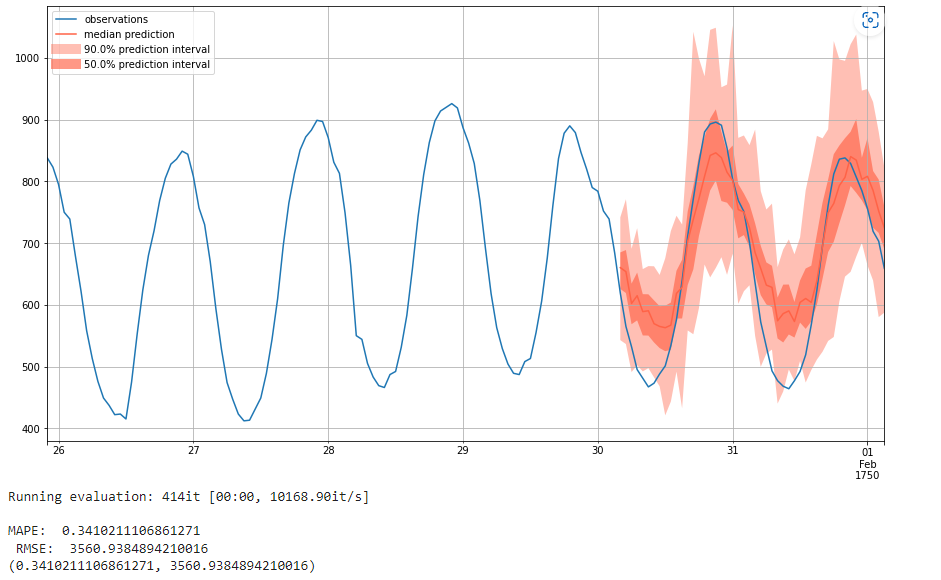 observations
median prediction
90.0% prediction interval
50.0% prediction interval
1000
900
800
700
600
500
400
26
27
28
29
30
31
01
Feb
1750
Running evaluation: 414it [00:00, 10168.90it/s]
MAPE:  0.3410211106861271
RMSE:  3560.9384894210016
(0.3410211106861271, 3560.9384894210016)